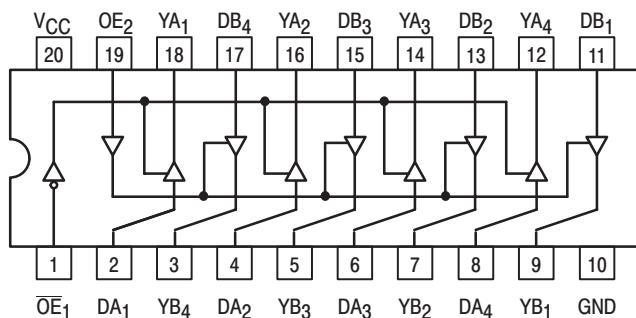 VCC OE2 YA1 DB4 YA2 DB3 YA3 DB2 YA4 DB1
20 19 18 17 16 15 14 13 12 11
1 2 3 4 5 6 7 8 9 10
OE1 DA1 YB4 DA2 YB3 DA3 YB2 DA4 YB1 GND